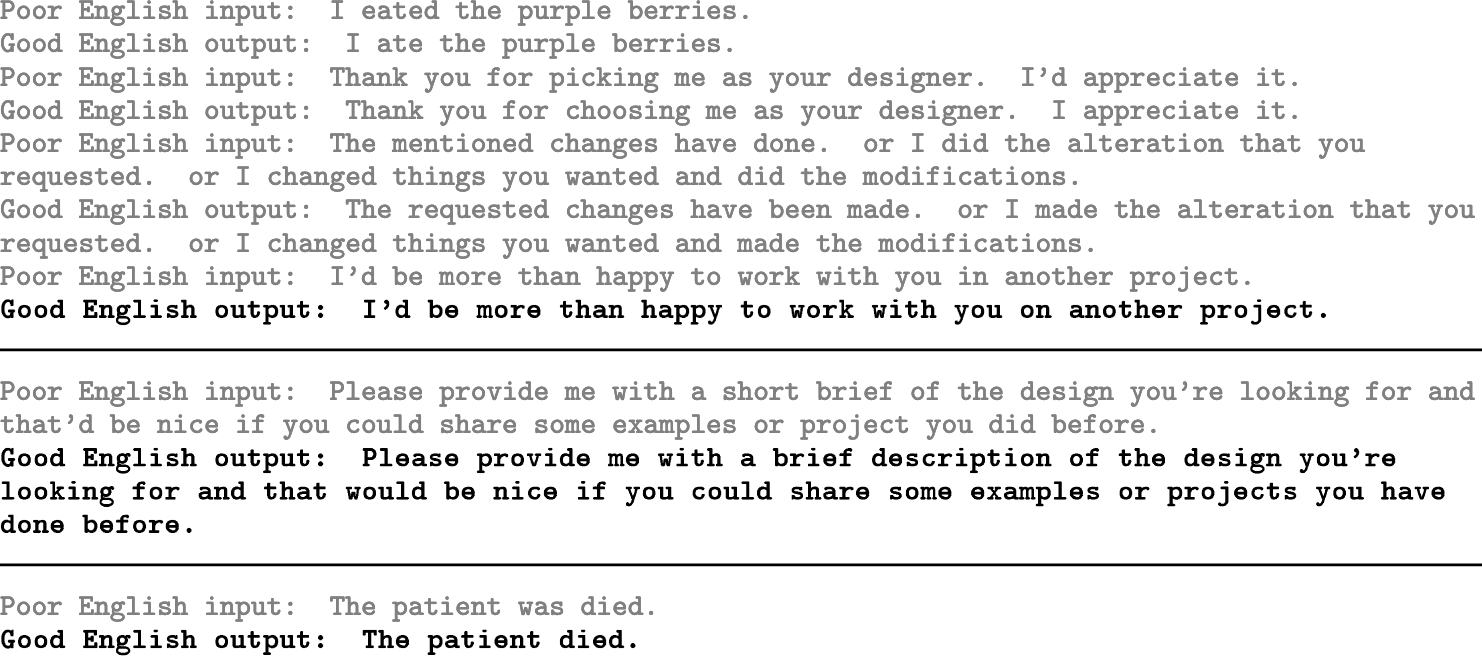 Poor English input: I eated the purple berries.
Good English output: I ate the purple berries.
Poor English input: Thank you for picking me as your designer. I'd appreciate it.
Good English output: Thank you for choosing me as your designer. I appreciate it.
Poor English input: The mentioned changes have done. or I did the alteration that you
requested. or I changed things you wanted and did the modifications.
Good English output: The requested changes have been made. or I made the alteration that you
requested. or I changed things you wanted and made the modifications.
Poor English input: I'd be more than happy to work with you in another project.
Good English output: I'd be more than happy to work with you on another project.
Poor English input: Please provide me with a short brief of the design you're looking for and
that'd be nice if you could share some examples or project you did before.
Good English output: Please provide me with a brief description of the design you're
looking for and that would be nice if you could share some examples or projects you have
done before.
Poor English input: The patient was died.
Good English output: The patient died.